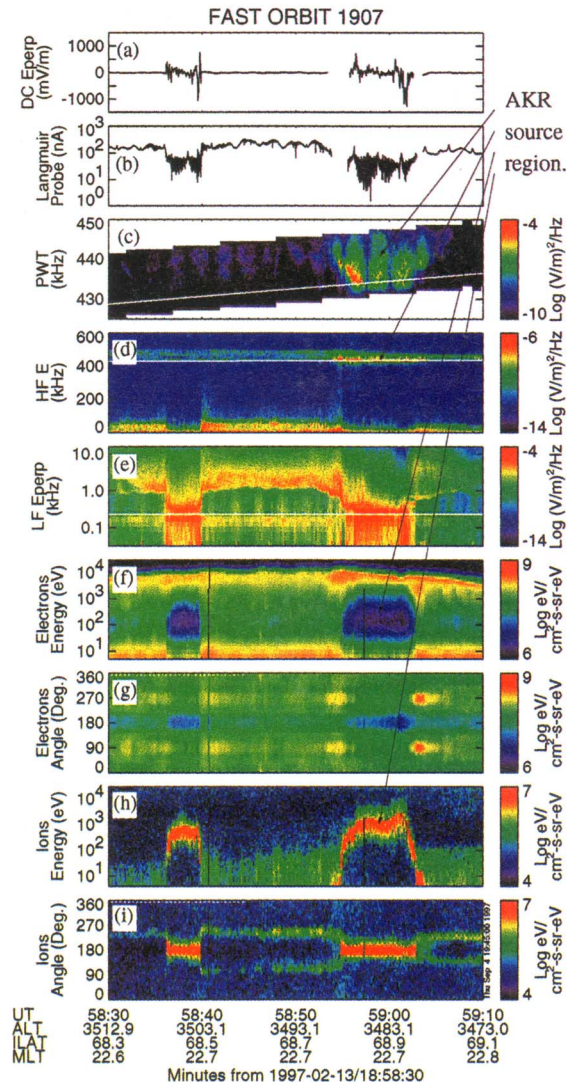 FAST ORBIT 1907
(a)
DC Eperp
(mV/m)
1000
0
-1000
AKR
source
region.
(b)
Langmuir
Probe (nA)
10³
10²
10¹
10⁰
(c)
PWT
(kHz)
450
440
430
-4
-10
Log (V/m)²/Hz
(d)
HF E
(kHz)
600
400
200
0
-6
-14
Log (V/m)²/Hz
(e)
LF Eperp
(kHz)
10.0
1.0
0.1
-4
-14
Log (V/m)²/Hz
(f)
Electrons
Energy (eV)
10⁴
10³
10²
10¹
9
6
Log eV/
cm²-s-sr-eV
(g)
Electrons
Angle (Deg.)
360
270
180
90
0
9
6
Log eV/
cm²-s-sr-eV
(h)
Ions
Energy (eV)
10⁴
10³
10²
10¹
7
4
Log eV/
cm²-s-sr-eV
(i)
Ions
Angle (Deg.)
360
270
180
90
0
7
4
Log eV/
cm²-s-sr-eV
UT 58:30 58:40 58:50 59:00 59:10
ALT 3512.9 3503.1 3493.1 3483.1 3473.0
ILAT 68.3 68.5 68.7 68.9 69.1
MLT 22.6 22.7 22.7 22.7 22.8
Minutes from 1997-02-13/18:58:30